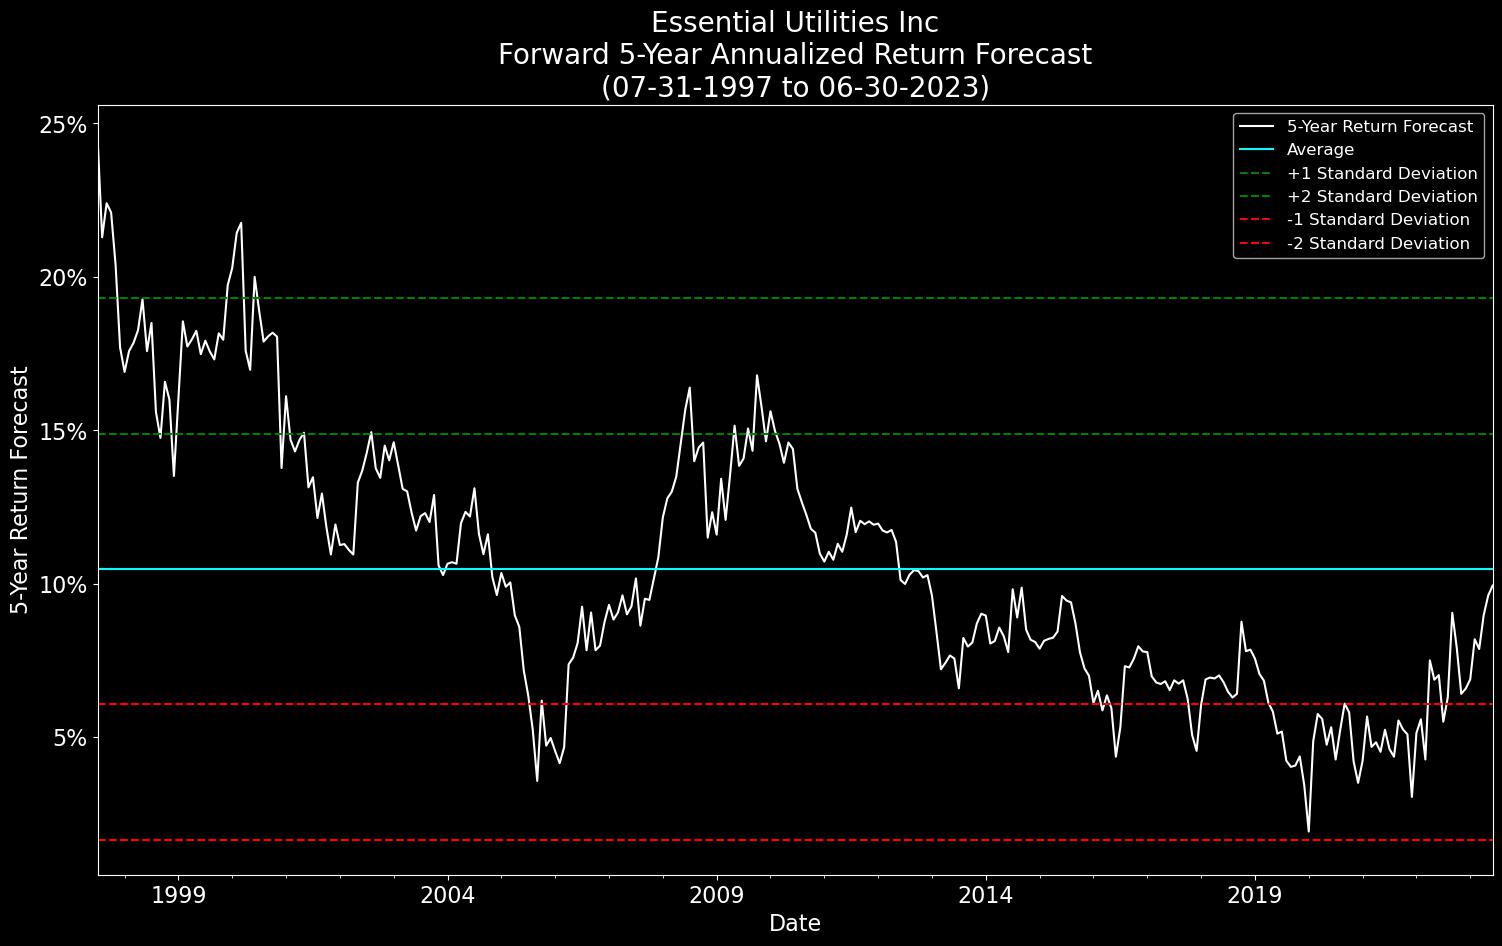 Essential Utilities Inc
Forward 5-Year Annualized Return Forecast
(07-31-1997 to 06-30-2023)
5-Year Return Forecast
25%
20%
15%
10%
5%
5-Year Return Forecast
Average
+1 Standard Deviation
+2 Standard Deviation
-1 Standard Deviation
-2 Standard Deviation
1999
2004
2009
2014
2019
Date